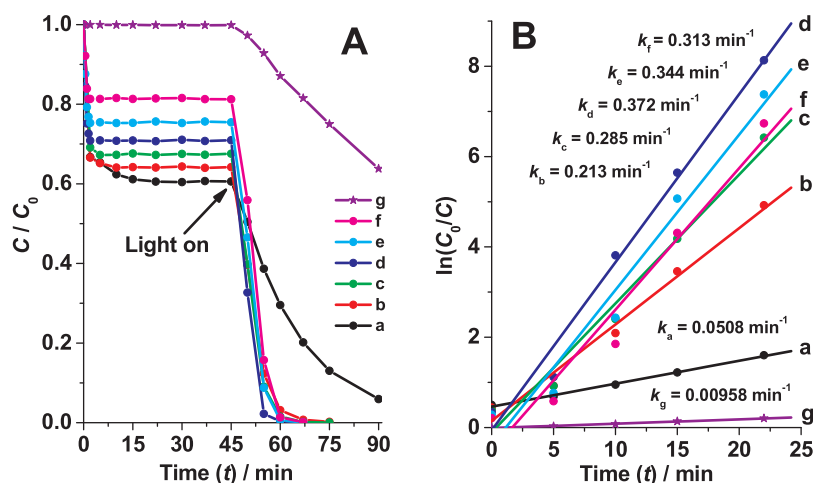 A
C / C0
1.0
0.8
0.6
0.4
0.2
0.0
Light on
g
f
e
d
c
b
a
0 15 30 45 60 75 90
Time (t) / min
B
ln(C0/C)
8
6
4
2
0
kf = 0.313 min-1
ke = 0.344 min-1
kd = 0.372 min-1
kc = 0.285 min-1
kb = 0.213 min-1
ka = 0.0508 min-1
kg = 0.00958 min-1
d
e
f
c
b
a
g
0 5 10 15 20 25
Time (t) / min